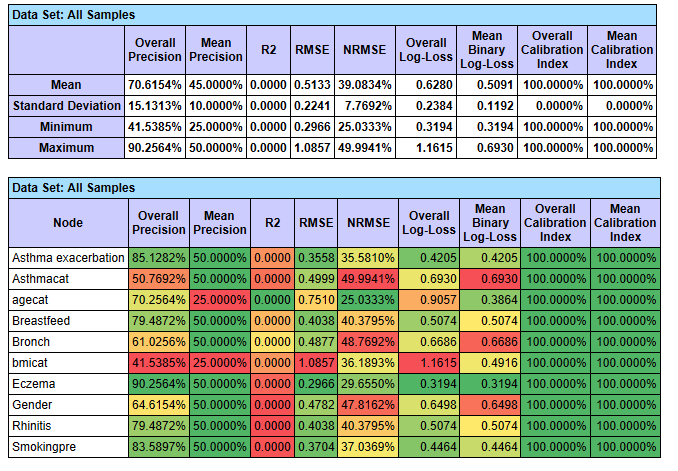 Data Set: All Samples
Overall Precision Mean Precision R2 RMSE NRMSE Overall Log-Loss Mean Binary Log-Loss Overall Calibration Index Mean Calibration Index
Mean 70.6154% 45.0000% 0.0000 0.5133 39.0834% 0.6280 0.5091 100.0000% 100.0000%
Standard Deviation 15.1313% 10.0000% 0.0000 0.2241 7.7692% 0.2384 0.1192 0.0000% 0.0000%
Minimum 41.5385% 25.0000% 0.0000 0.2966 25.0333% 0.3194 0.3194 100.0000% 100.0000%
Maximum 90.2564% 50.0000% 0.0000 1.0857 49.9941% 1.1615 0.6930 100.0000% 100.0000%
Data Set: All Samples
Node Overall Precision Mean Precision R2 RMSE NRMSE Overall Log-Loss Mean Binary Log-Loss Overall Calibration Index Mean Calibration Index
Asthma exacerbation 85.1282% 50.0000% 0.0000 0.3558 35.5810% 0.4205 0.4205 100.0000% 100.0000%
Asthmacat 50.7692% 50.0000% 0.0000 0.4999 49.9941% 0.6930 0.6930 100.0000% 100.0000%
agecat 70.2564% 25.0000% 0.0000 0.7510 25.0333% 0.9057 0.3864 100.0000% 100.0000%
Breastfeed 79.4872% 50.0000% 0.0000 0.4038 40.3795% 0.5074 0.5074 100.0000% 100.0000%
Bronch 61.0256% 50.0000% 0.0000 0.4877 48.7692% 0.6686 0.6686 100.0000% 100.0000%
bmicat 41.5385% 25.0000% 0.0000 1.0857 36.1893% 1.1615 0.4916 100.0000% 100.0000%
Eczema 90.2564% 50.0000% 0.0000 0.2966 29.6550% 0.3194 0.3194 100.0000% 100.0000%
Gender 64.6154% 50.0000% 0.0000 0.4782 47.8162% 0.6498 0.6498 100.0000% 100.0000%
Rhinitis 79.4872% 50.0000% 0.0000 0.4038 40.3795% 0.5074 0.5074 100.0000% 100.0000%
Smokingpre 83.5897% 50.0000% 0.0000 0.3704 37.0369% 0.4464 0.4464 100.0000% 100.0000%